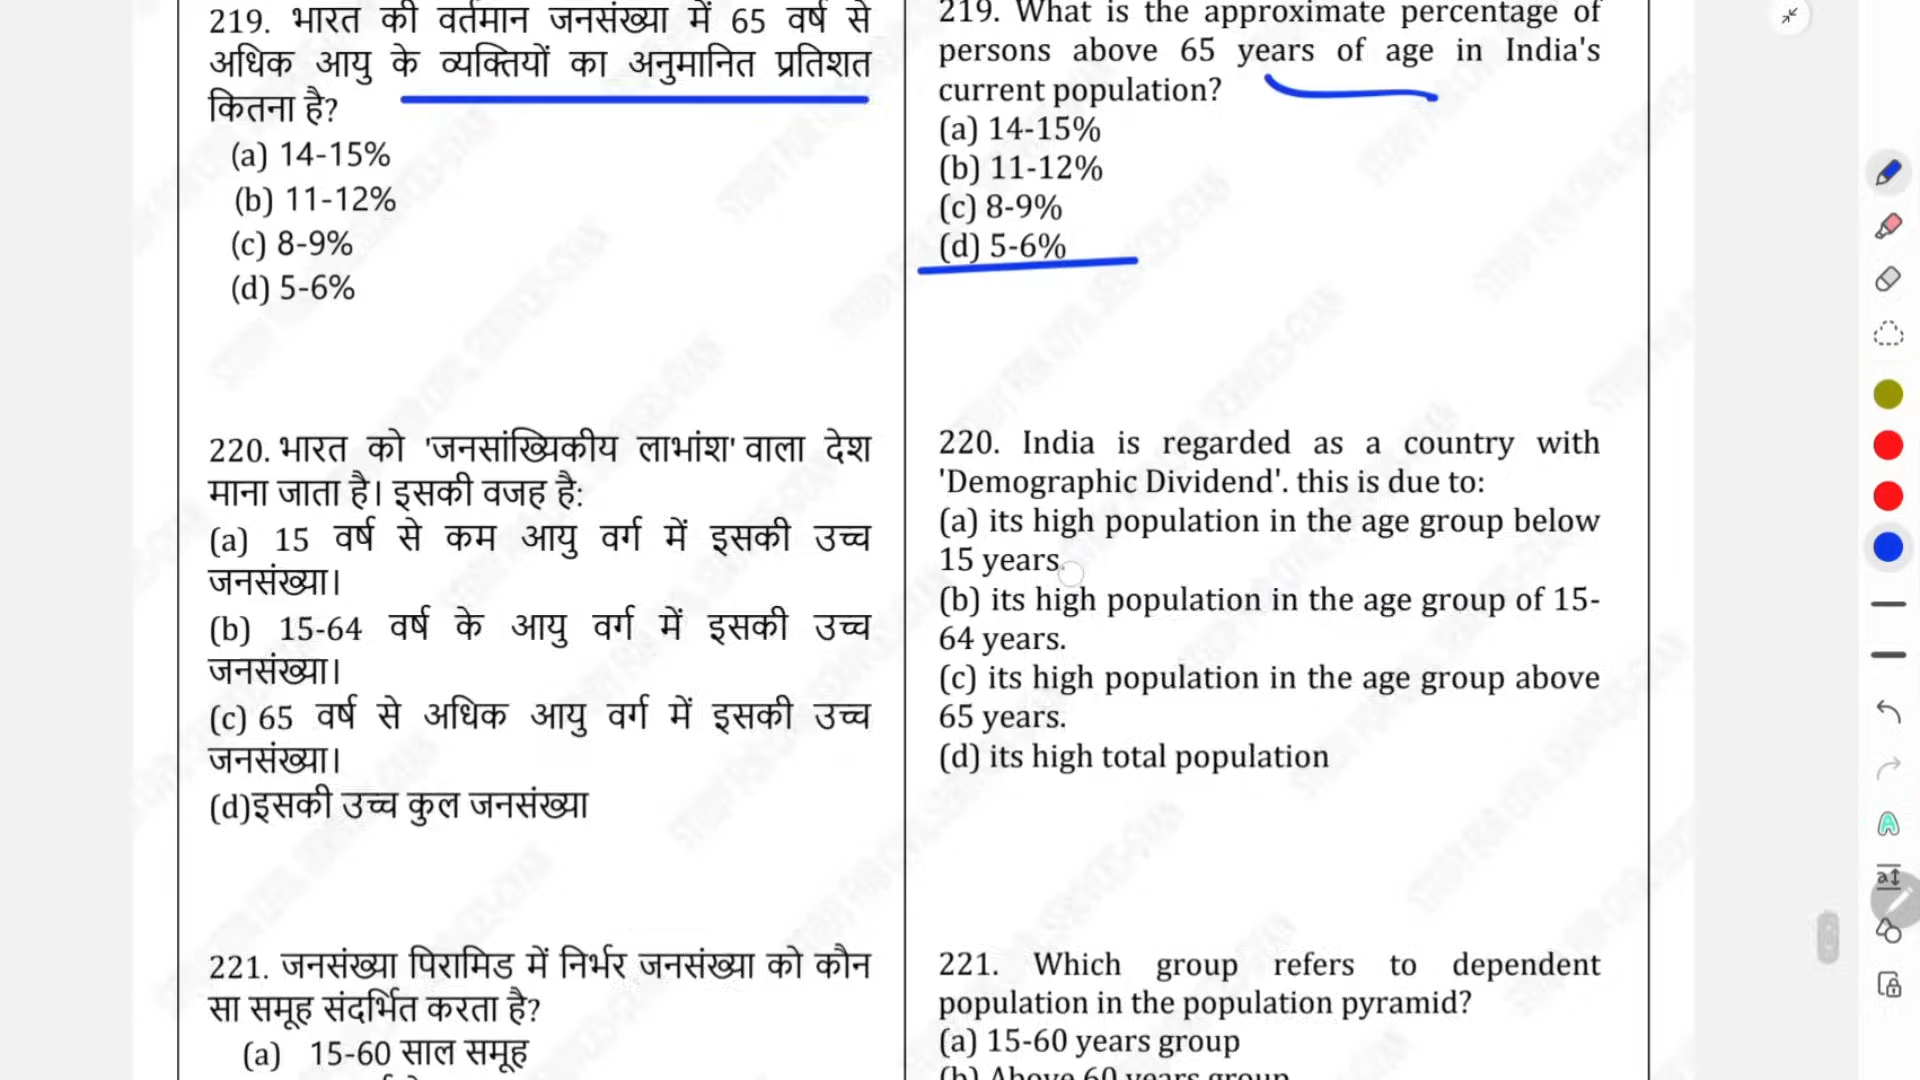 219. भारत की वर्तमान जनसंख्या में 65 वर्ष से
अधिक आयु के व्यक्तियों का अनुमानित प्रतिशत
कितना है?
(a) 14-15%
(b) 11-12%
(c) 8-9%
(d) 5-6%
220. भारत को 'जनसांख्यिकीय लाभांश' वाला देश
माना जाता है। इसकी वजह है:
(a) 15 वर्ष से कम आयु वर्ग में इसकी उच्च
जनसंख्या।
(b) 15-64 वर्ष के आयु वर्ग में इसकी उच्च
जनसंख्या।
(c) 65 वर्ष से अधिक आयु वर्ग में इसकी उच्च
जनसंख्या।
(d)इसकी उच्च कुल जनसंख्या
221. जनसंख्या पिरामिड में निर्भर जनसंख्या को कौन
सा समूह संदर्भित करता है?
(a) 15-60 साल समूह
219. What is the approximate percentage of
persons above 65 years of age in India's
current population?
(a) 14-15%
(b) 11-12%
(c) 8-9%
(d) 5-6%
220. India is regarded as a country with
'Demographic Dividend'. this is due to:
(a) its high population in the age group below
15 years.
(b) its high population in the age group of 15-
64 years.
(c) its high population in the age group above
65 years.
(d) its high total population
221. Which group refers to dependent
population in the population pyramid?
(a) 15-60 years group
(b) Above 60 years group